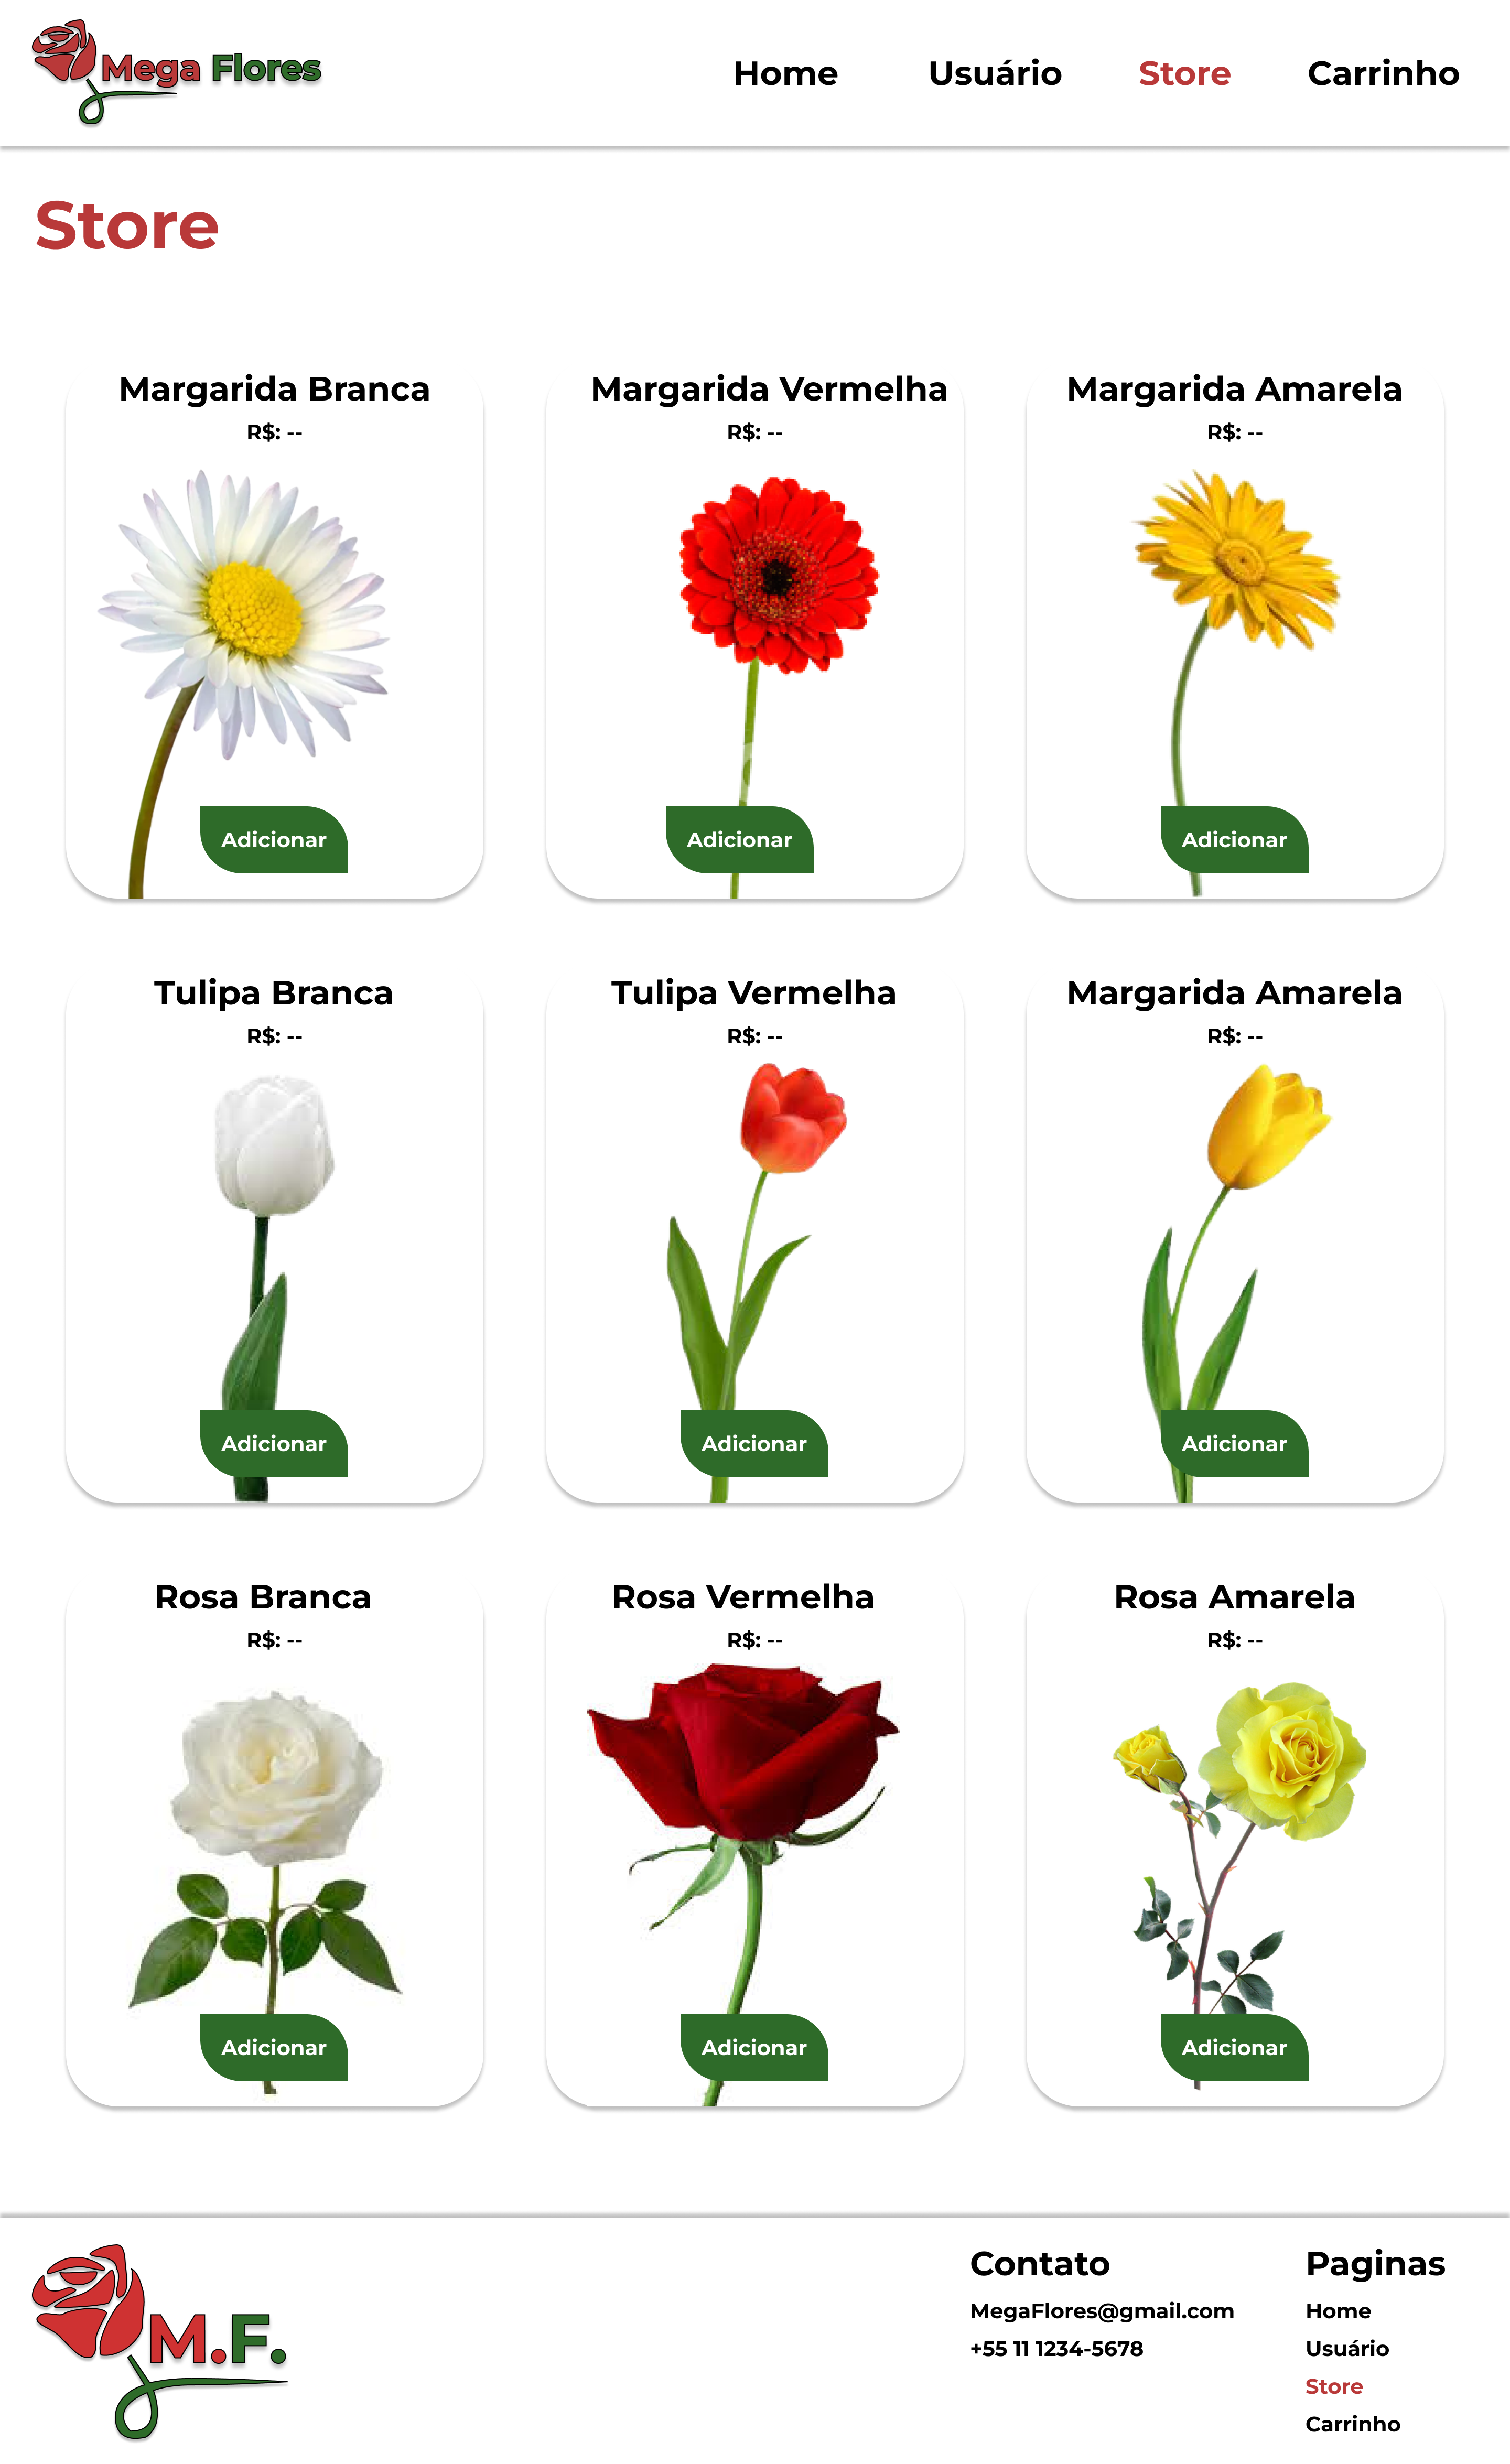 Mega Flores
Home Usuário Store Carrinho
Store
Margarida Branca
R$: --
Adicionar
Margarida Vermelha
R$: --
Adicionar
Margarida Amarela
R$: --
Adicionar
Tulipa Branca
R$: --
Adicionar
Tulipa Vermelha
R$: --
Adicionar
Margarida Amarela
R$: --
Adicionar
Rosa Branca
R$: --
Adicionar
Rosa Vermelha
R$: --
Adicionar
Rosa Amarela
R$: --
Adicionar
M.F.
Contato
MegaFlores@gmail.com
+55 11 1234-5678
Paginas
Home
Usuário
Store
Carrinho